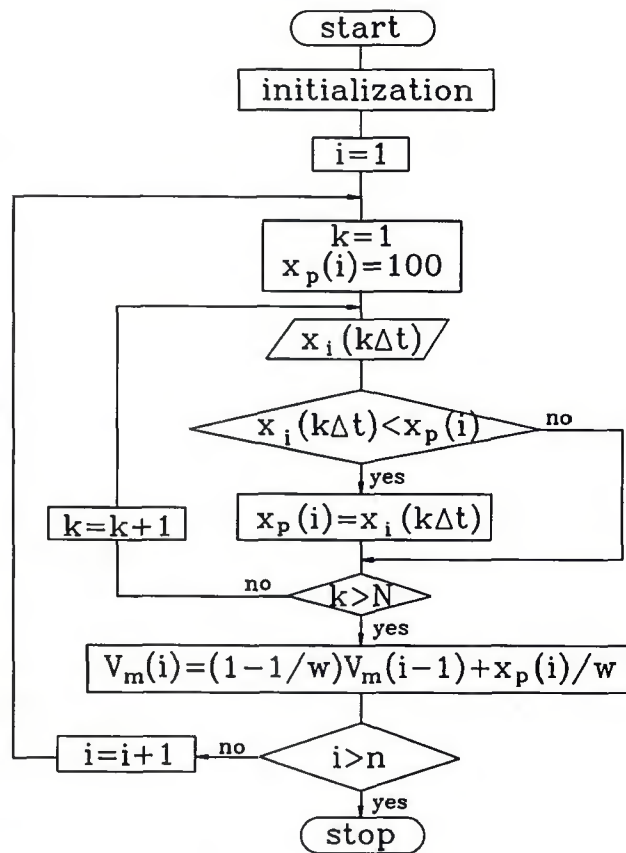 start
initialization
i=1
k=1
x_p(i)=100
x_i(kΔt)
x_i(kΔt)<x_p(i)
no
yes
k=k+1
x_p(i)=x_i(kΔt)
no
k>N
yes
V_m(i)=(1-1/w)V_m(i-1)+x_p(i)/w
i=i+1
no
i>n
yes
stop